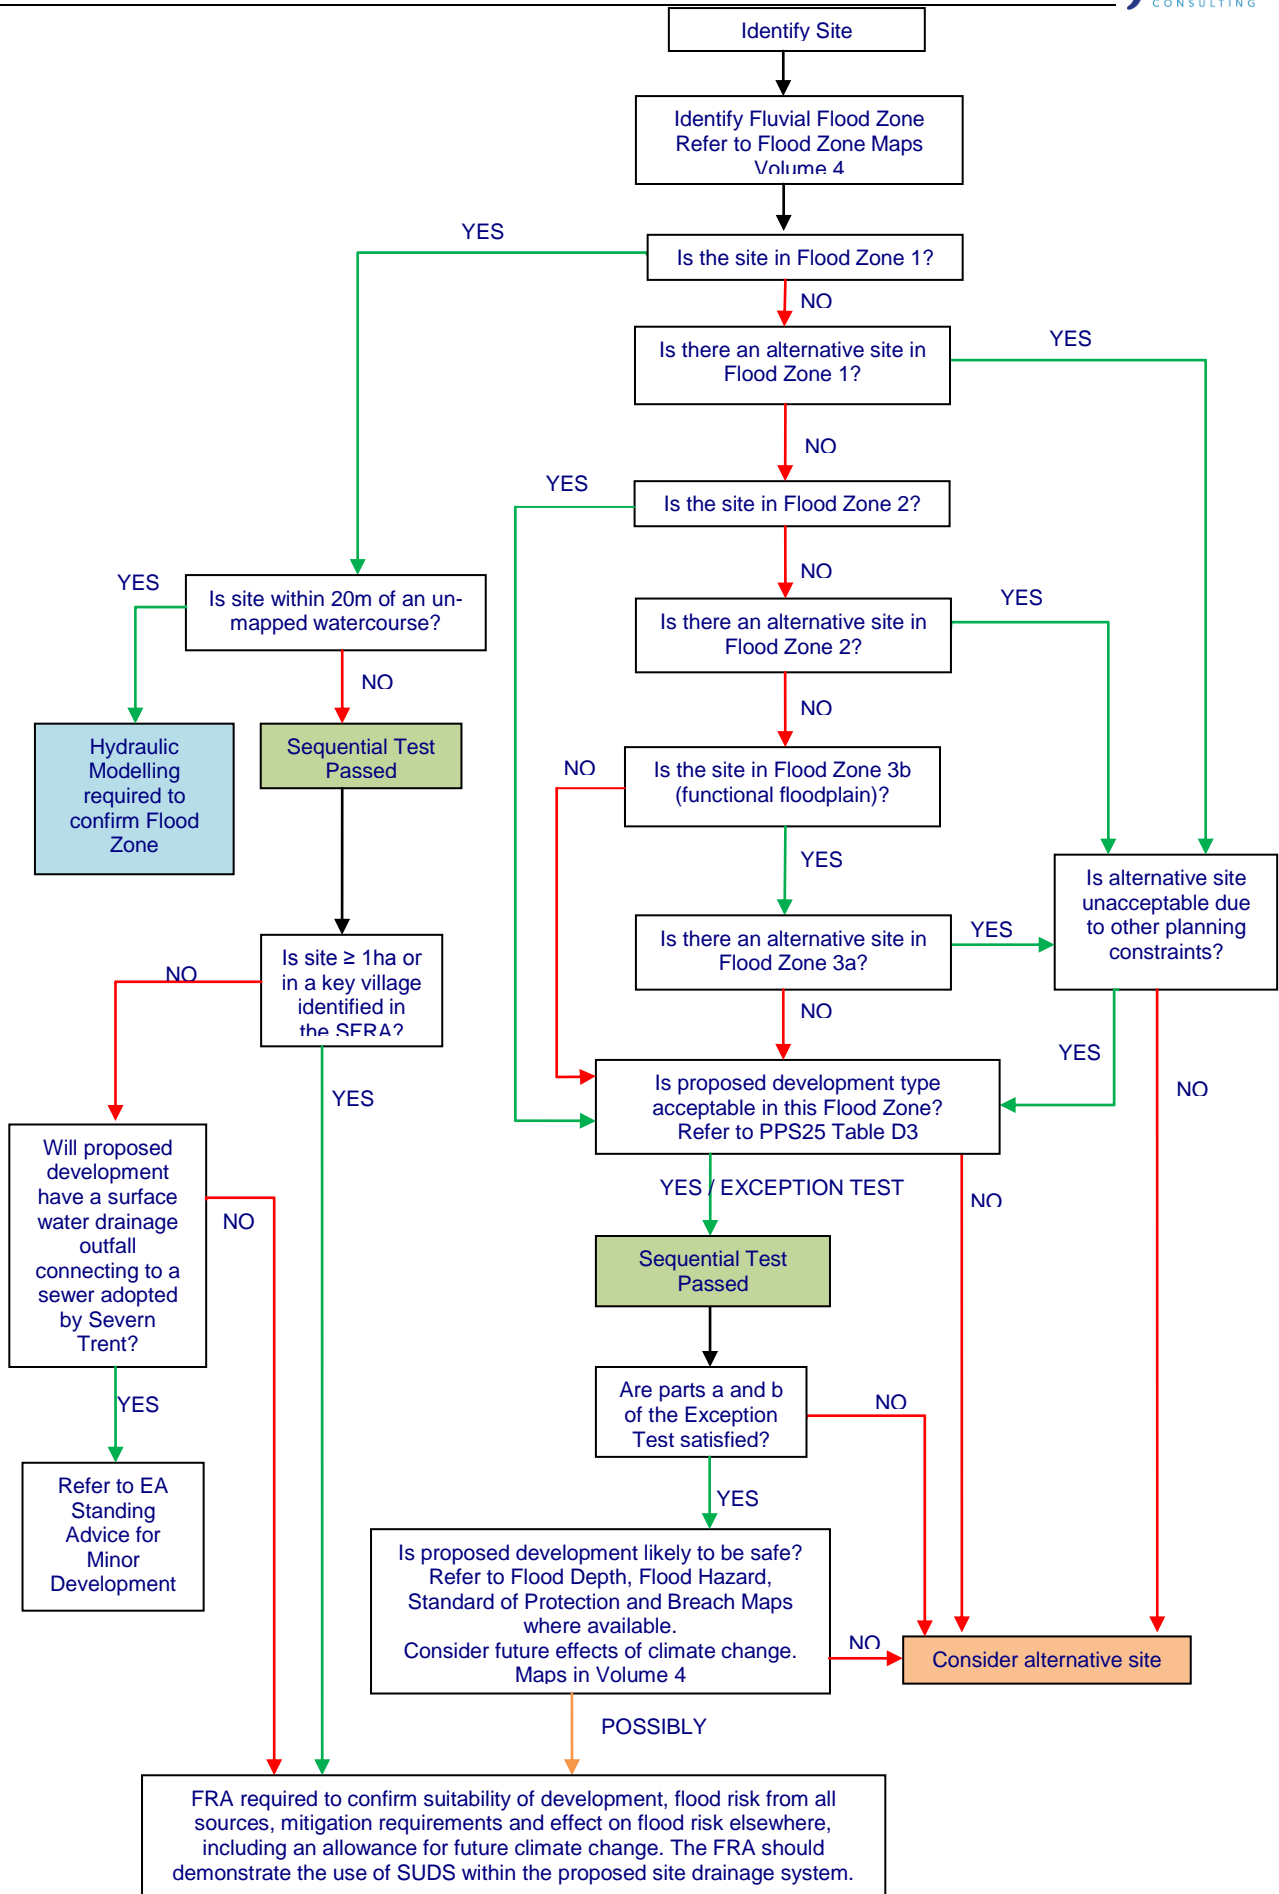 CONSULTING
Identify Site
Identify Fluvial Flood Zone
Refer to Flood Zone Maps
Volume 4
YES
Is the site in Flood Zone 1?
NO
Is there an alternative site in
Flood Zone 1?
YES
NO
YES
Is the site in Flood Zone 2?
NO
YES
Is site within 20m of an un-
mapped watercourse?
Is there an alternative site in
Flood Zone 2?
YES
NO
NO
Hydraulic
Modelling
required to
confirm Flood
Zone
Sequential Test
Passed
NO
Is the site in Flood Zone 3b
(functional floodplain)?
YES
Is alternative site
unacceptable due
to other planning
constraints?
Is there an alternative site in
Flood Zone 3a?
YES
NO
Is site ≥ 1ha or
in a key village
identified in
the SFRA?
NO
YES
YES
NO
Is proposed development type
acceptable in this Flood Zone?
Refer to PPS25 Table D3
Will proposed
development
have a surface
water drainage
outfall
connecting to a
sewer adopted
by Severn
Trent?
NO
YES / EXCEPTION TEST
NO
Sequential Test
Passed
YES
Are parts a and b
of the Exception
Test satisfied?
NO
YES
Refer to EA
Standing
Advice for
Minor
Development
Is proposed development likely to be safe?
Refer to Flood Depth, Flood Hazard,
Standard of Protection and Breach Maps
where available.
Consider future effects of climate change.
Maps in Volume 4
NO
Consider alternative site
POSSIBLY
FRA required to confirm suitability of development, flood risk from all
sources, mitigation requirements and effect on flood risk elsewhere,
including an allowance for future climate change. The FRA should
demonstrate the use of SUDS within the proposed site drainage system.